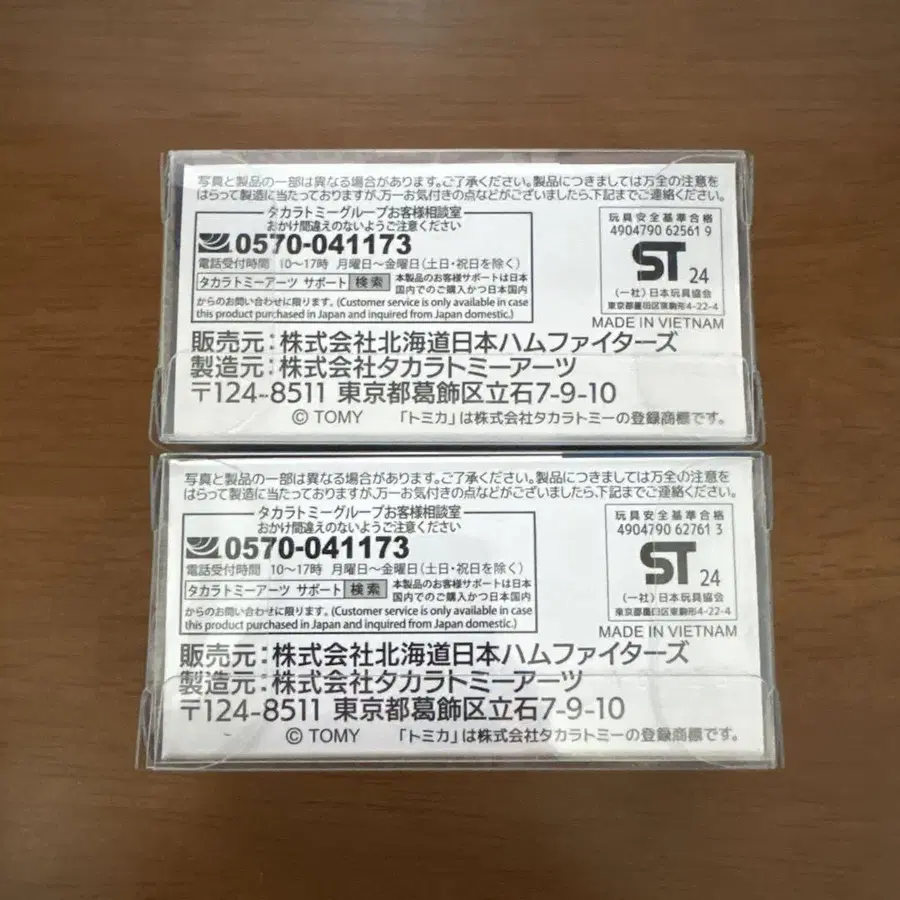 写真と製品の一部は異なる場合があります。ご了承ください。製品につきましては万全の注意を
はらって製造に当たっておりますが、万一お気付きの点などがございましたら、下記までご連絡ください。
タカラトミーグループお客様相談室
おかけ間違えのないようご注意ください
0570-041173
電話受付時間 10〜17時 月曜日〜金曜日(土日・祝日を除く)
タカラトミーアーツ サポート 検索 本製品のお客様サポートは日本
国内でのご購入かつ日本国内
からのお問い合わせに限ります。(Customer service is only available in case
this product purchased in Japan and inquired from Japan domestic.)
玩具安全基準合格
4904790 62561 9
ST 24
(一社)日本玩具協会
東京都墨田区東駒形4-22-4
MADE IN VIETNAM
販売元:株式会社北海道日本ハムファイターズ
製造元:株式会社タカラトミーアーツ
〒124-8511 東京都葛飾区立石7-9-10
© TOMY 「トミカ」は株式会社タカラトミーの登録商標です。
写真と製品の一部は異なる場合があります。ご了承ください。製品につきましては万全の注意を
はらって製造に当たっておりますが、万一お気付きの点などがございましたら、下記までご連絡ください。
タカラトミーグループお客様相談室
おかけ間違えのないようご注意ください
0570-041173
電話受付時間 10〜17時 月曜日〜金曜日(土日・祝日を除く)
タカラトミーアーツ サポート 検索 本製品のお客様サポートは日本
国内でのご購入かつ日本国内
からのお問い合わせに限ります。(Customer service is only available in case
this product purchased in Japan and inquired from Japan domestic.)
玩具安全基準合格
4904790 62761 3
ST 24
(一社)日本玩具協会
東京都墨田区東駒形4-22-4
MADE IN VIETNAM
販売元:株式会社北海道日本ハムファイターズ
製造元:株式会社タカラトミーアーツ
〒124-8511 東京都葛飾区立石7-9-10
© TOMY 「トミカ」は株式会社タカラトミーの登録商標です。